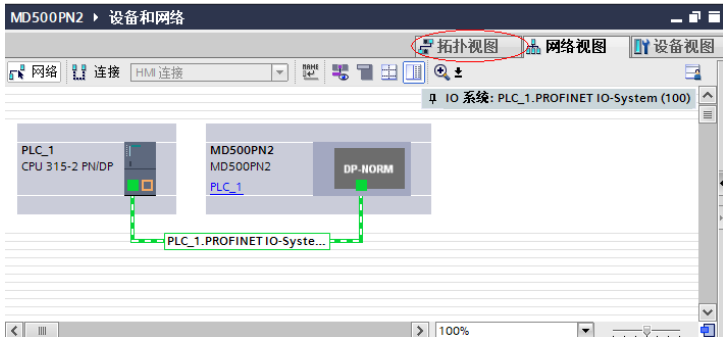 MD500PN2 ▸ 设备和网络
拓扑视图 网络视图 设备视图
网络 连接 HMI 连接
IO 系统: PLC_1.PROFINET IO-System (100)
PLC_1
CPU 315-2 PN/DP
MD500PN2
MD500PN2
PLC_1
DP-NORM
PLC_1.PROFINET IO-Syste...
100%